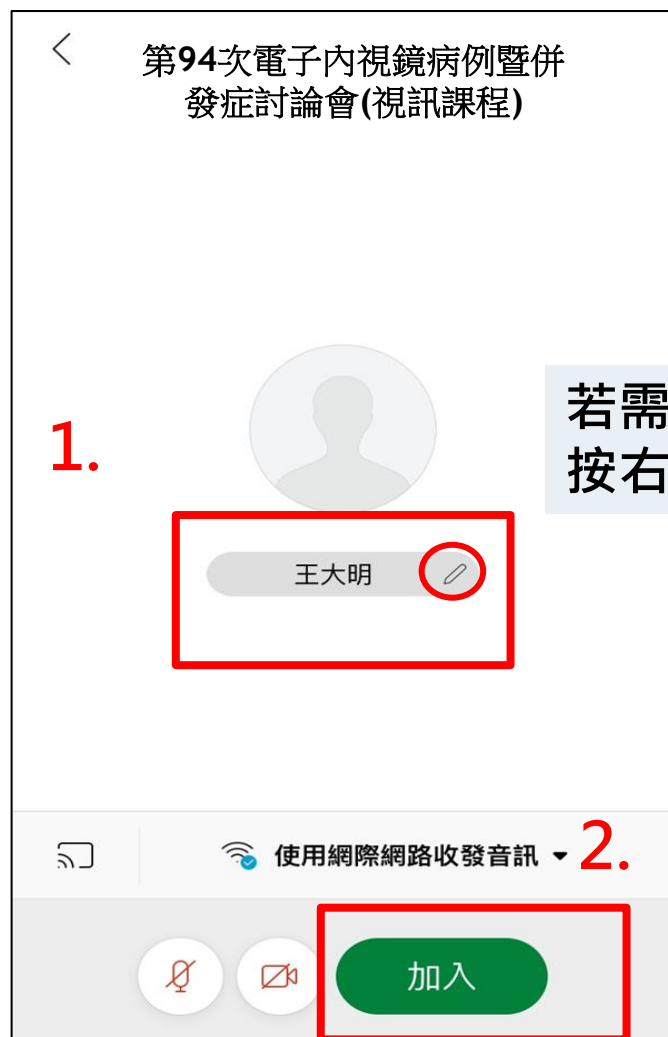 第94次電子內視鏡病例暨併
發症討論會(視訊課程)
若需
按右
1.
王大明
使用網際網路收發音訊
2.
加入